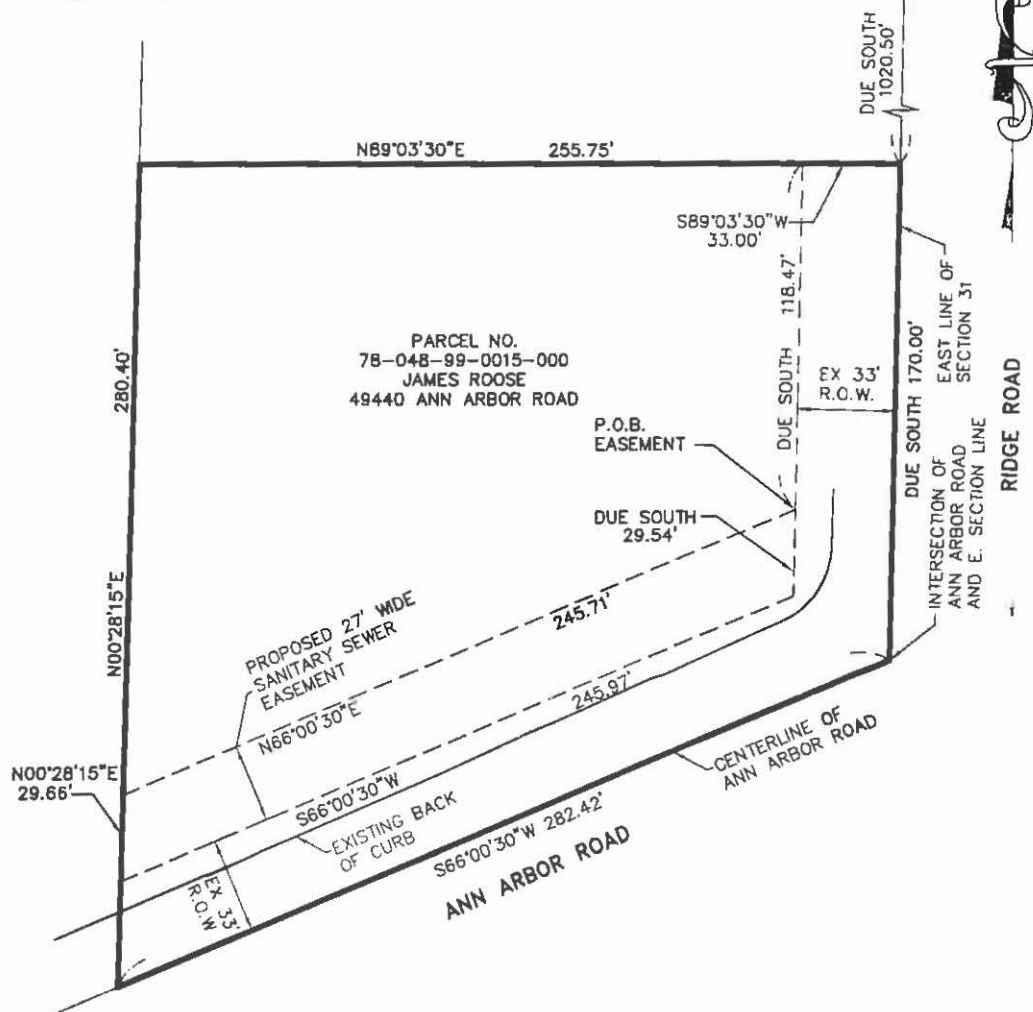 DUE SOUTH
1020.50'
N89°03'30"E 255.75'
S89°03'30"W
33.00'
DUE SOUTH 118.47'
EAST LINE OF
SECTION 31
280.40'
PARCEL NO.
78-048-99-0015-000
JAMES ROOSE
49440 ANN ARBOR ROAD
EX 33'
R.O.W.
DUE SOUTH 170.00'
RIDGE ROAD
P.O.B.
EASEMENT
DUE SOUTH
29.54'
INTERSECTION OF
ANN ARBOR ROAD
AND E. SECTION LINE
N00°28'15"E
PROPOSED 27' WIDE
SANITARY SEWER
EASEMENT
245.71'
N66°00'30"E
245.97'
S66°00'30"W
N00°28'15"E
29.66'
CENTERLINE OF
ANN ARBOR ROAD
EXISTING BACK
OF CURB
S66°00'30"W 282.42'
EX 33'
R.O.W
ANN ARBOR ROAD